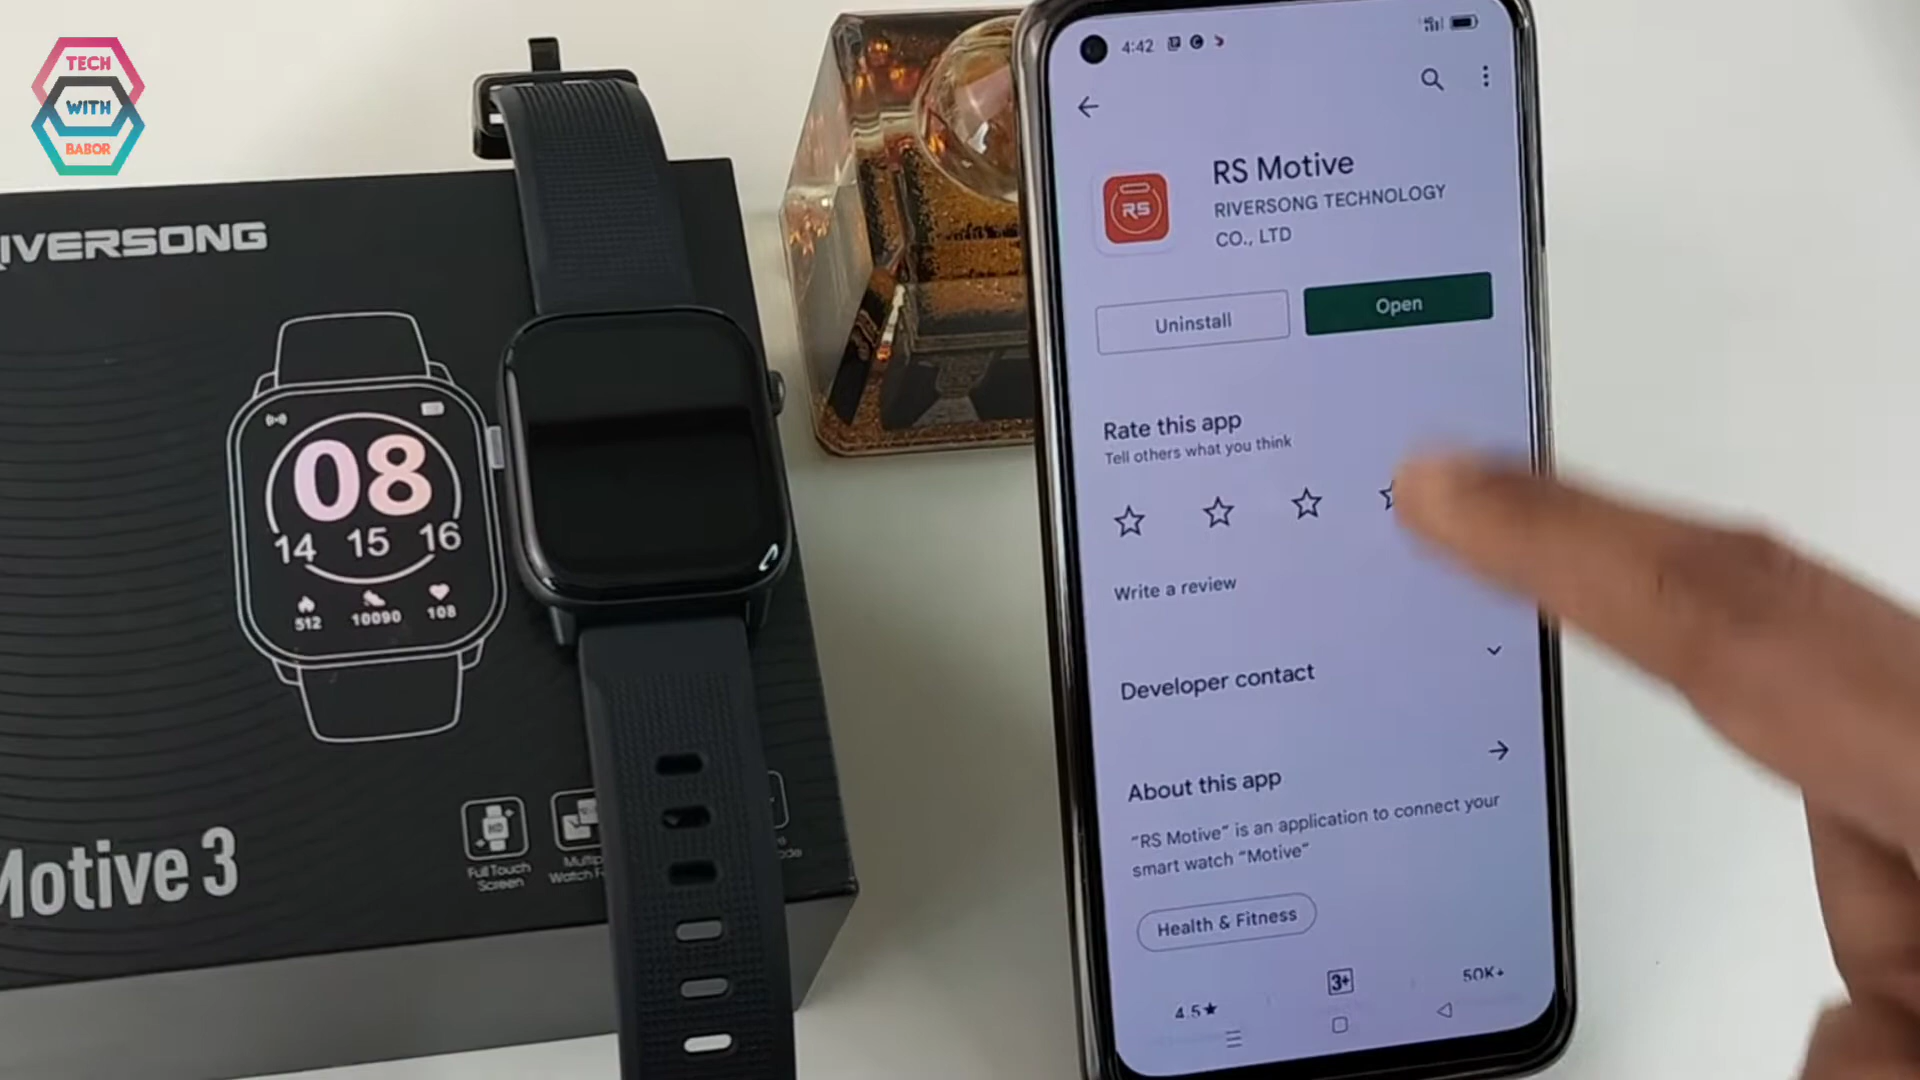 TECH
WITH
BABOR
IVERSONG
08
14 15 16
512 10090 108
Motive 3
HD
Full Touch
Screen
Watch
4:42
RS
RS Motive
RIVERSONG TECHNOLOGY
CO., LTD
Uninstall
Open
Rate this app
Tell others what you think
Write a review
Developer contact
About this app
"RS Motive" is an application to connect your
smart watch "Motive"
Health & Fitness
4.5★
3+
50K+